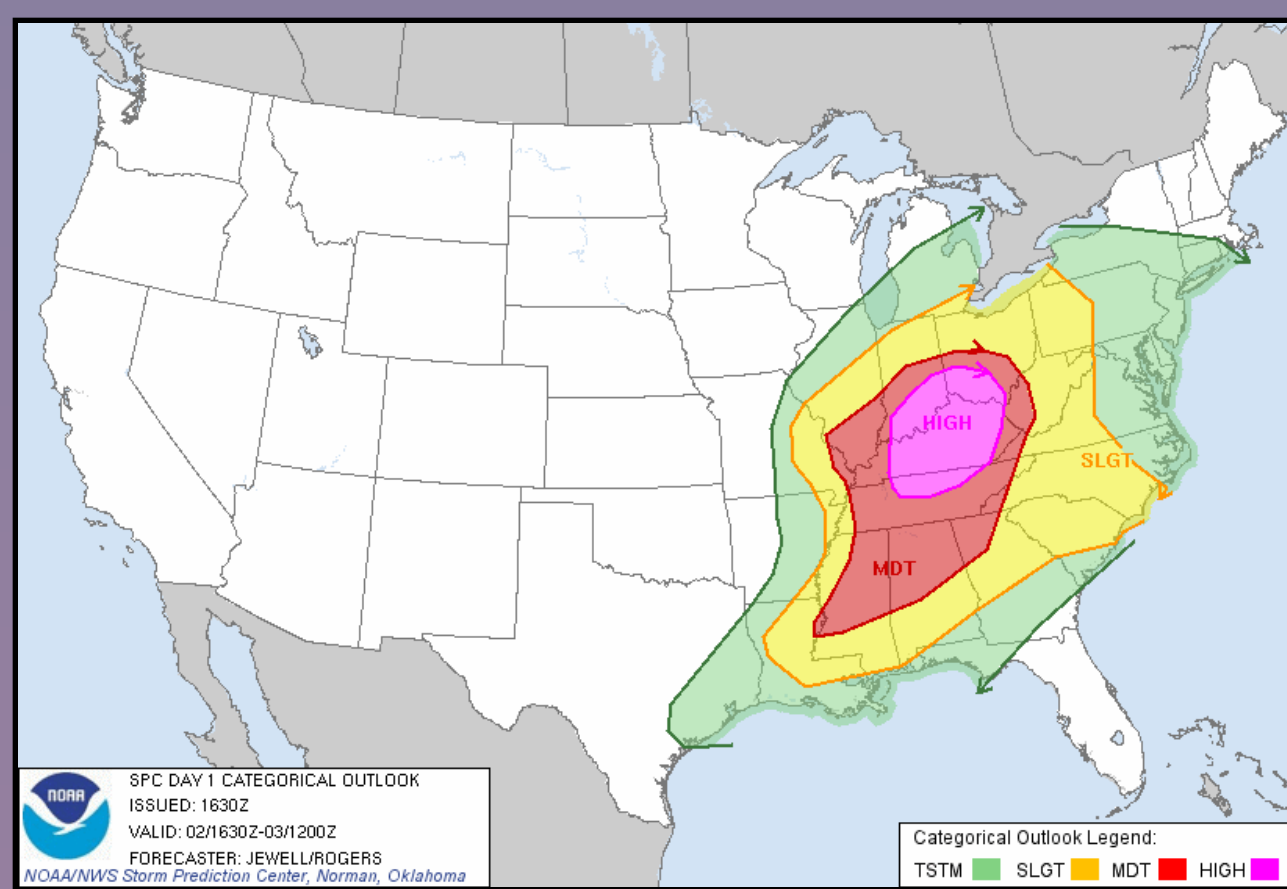 HIGH
SLGT
MDT
NOAA
SPC DAY 1 CATEGORICAL OUTLOOK
ISSUED: 1630Z
VALID: 02/1630Z-03/1200Z
FORECASTER: JEWELL/ROGERS
NOAA/NWS Storm Prediction Center, Norman, Oklahoma
Categorical Outlook Legend:
TSTM SLGT MDT HIGH